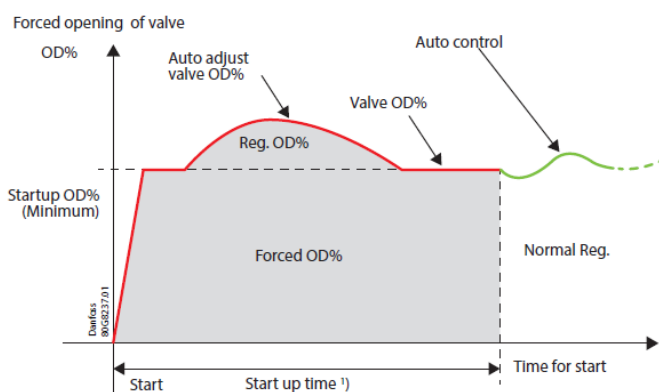 Forced opening of valve
OD%
Auto adjust
valve OD%
Auto control
Valve OD%
Reg. OD%
Startup OD%
(Minimum)
Forced OD%
Normal Reg.
Danfoss
80G8237.01
Start
Start up time ¹⁾
Time for start